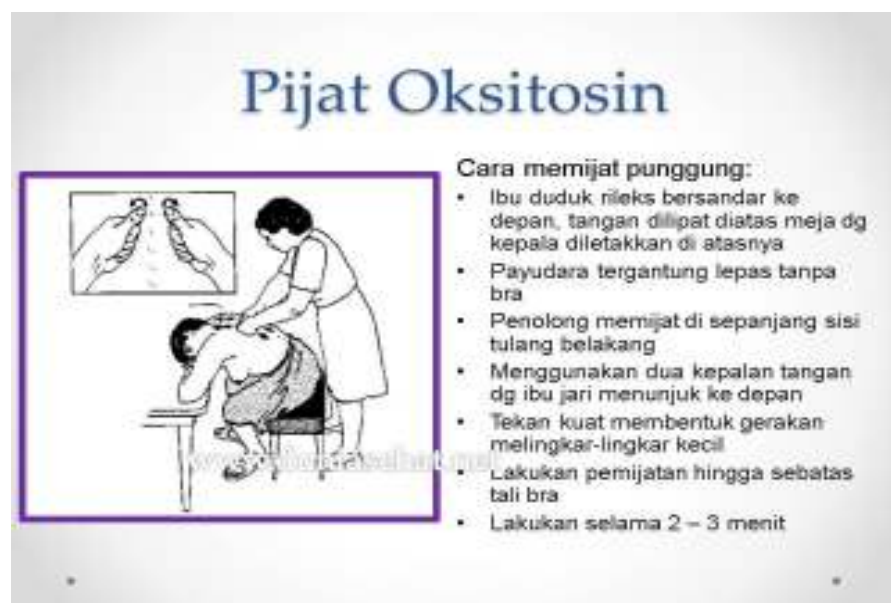 Pijat Oksitosin
Cara memijat punggung:
• Ibu duduk rileks bersandar ke
depan, tangan dilipat diatas meja dg
kepala diletakkan di atasnya
• Payudara tergantung lepas tanpa
bra
• Penolong memijat di sepanjang sisi
tulang belakang
• Menggunakan dua kepalan tangan
dg ibu jari menunjuk ke depan
• Tekan kuat membentuk gerakan
melingkar-lingkar kecil
• Lakukan pemijatan hingga sebatas
tali bra
• Lakukan selama 2 – 3 menit